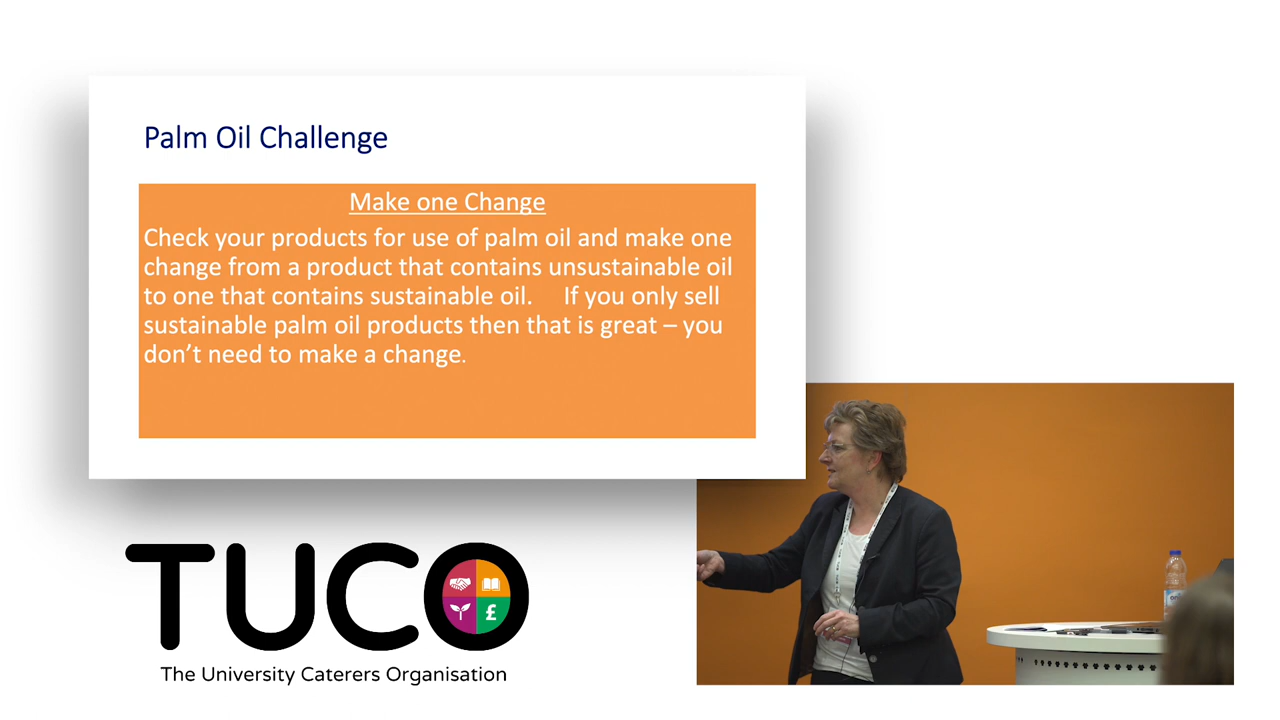 Palm Oil Challenge
Make one Change
Check your products for use of palm oil and make one
change from a product that contains unsustainable oil
to one that contains sustainable oil. If you only sell
sustainable palm oil products then that is great – you
don’t need to make a change.
TUCO
£
The University Caterers Organisation